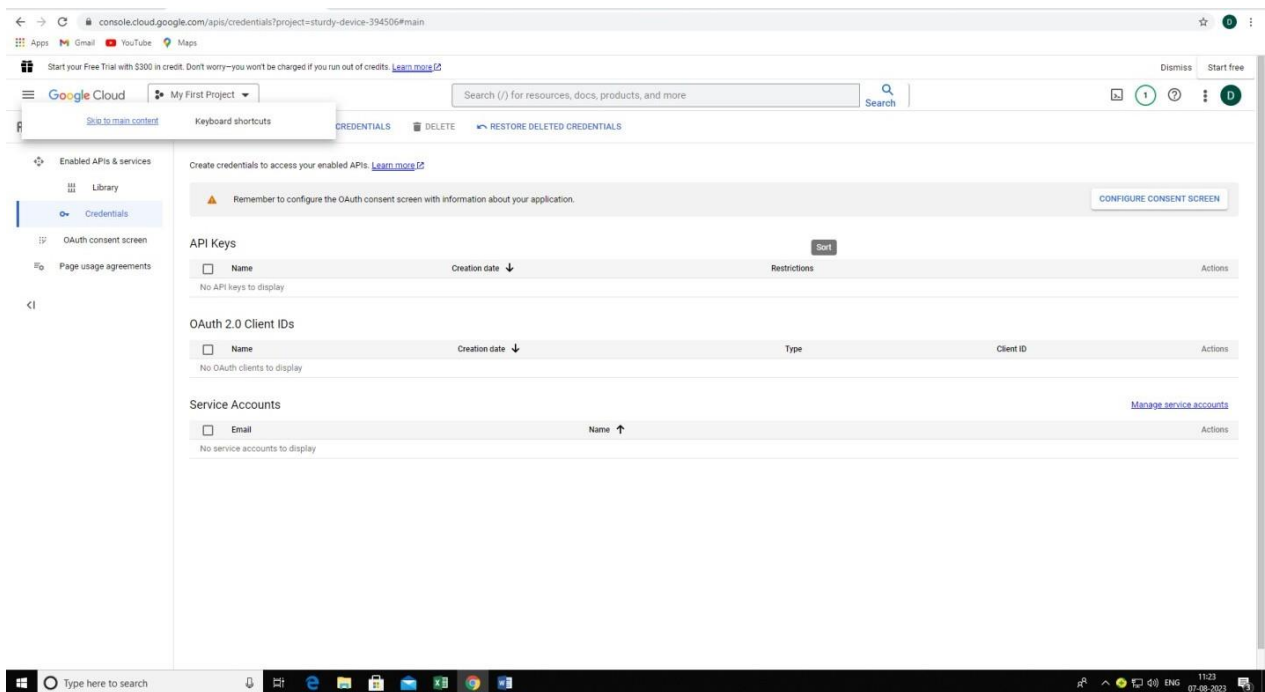 console.cloud.google.com/apis/credentials?project=sturdy-device-394506#main
D
Apps Gmail YouTube Maps
Start your Free Trial with $300 in credit. Don't worry—you won't be charged if you run out of credits. Learn more
Dismiss Start free
Google Cloud My First Project Search (/) for resources, docs, products, and more Search 1 D
Skip to main content Keyboard shortcuts
CREDENTIALS DELETE RESTORE DELETED CREDENTIALS
Enabled APIs & services
Library
Credentials
OAuth consent screen
Page usage agreements
Create credentials to access your enabled APIs. Learn more
Remember to configure the OAuth consent screen with information about your application. CONFIGURE CONSENT SCREEN
API Keys
Sort
Name Creation date Restrictions Actions
No API keys to display
OAuth 2.0 Client IDs
Name Creation date Type Client ID Actions
No OAuth clients to display
Service Accounts Manage service accounts
Email Name Actions
No service accounts to display
Type here to search
ENG 11:23
07-08-2023